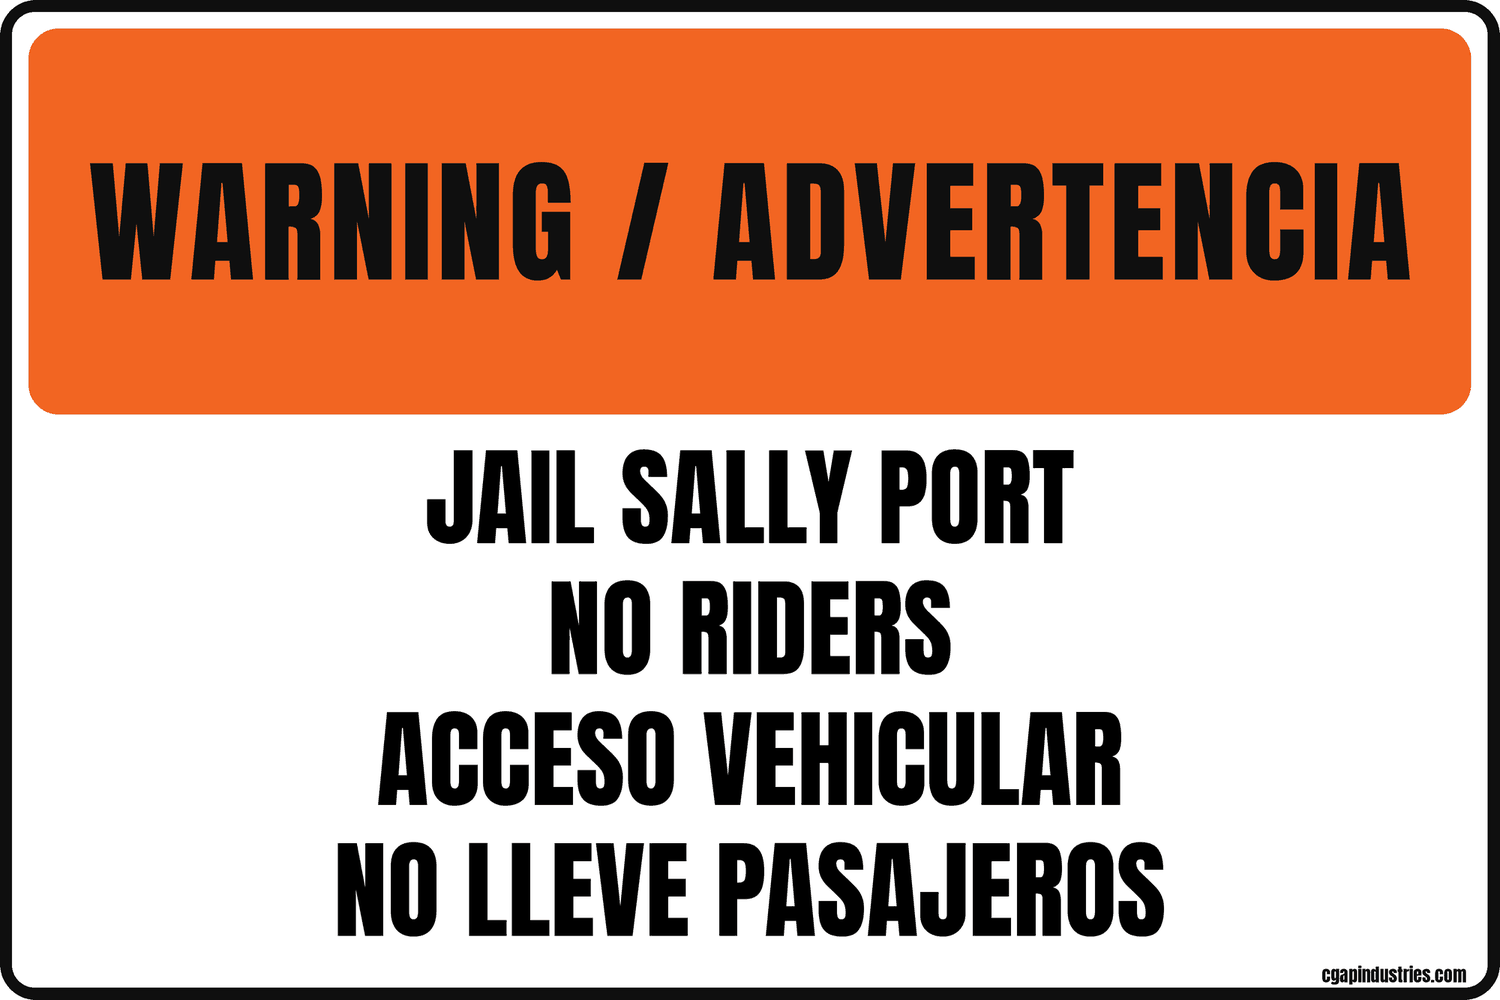 WARNING / ADVERTENCIA
JAIL SALLY PORT
NO RIDERS
ACCESO VEHICULAR
NO LLEVE PASAJEROS
cgapindustries.com